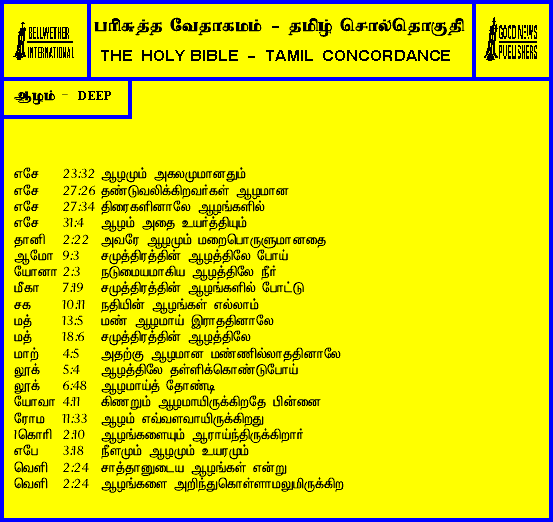 BELLWETHER
INTERNATIONAL
பரிசுத்த வேதாகமம் - தமிழ் சொல்தொகுதி
THE HOLY BIBLE - TAMIL CONCORDANCE
GOOD NEWS
PUBLISHERS
ஆழம் - DEEP
எசே 23:32 ஆழமும் அகலமுமானதும்
எசே 27:26 தண்டுவலிக்கிறவர்கள் ஆழமான
எசே 27:34 திரைகளினாலே ஆழங்களில்
எசே 31:4 ஆழம் அதை உயர்த்தியும்
தானி 2:22 அவரே ஆழமும் மறைபொருளுமானதை
ஆமோ 9:3 சமுத்திரத்தின் ஆழத்திலே போய்
யோனா 2:3 நடுமையமாகிய ஆழத்திலே நீர்
மீகா 7:19 சமுத்திரத்தின் ஆழங்களில் போட்டு
சக 10:11 நதியின் ஆழங்கள் எல்லாம்
மத் 13:5 மண் ஆழமாய் இராததினாலே
மத் 18:6 சமுத்திரத்தின் ஆழத்திலே
மாற் 4:5 அதற்கு ஆழமான மண்ணில்லாததினாலே
லூக் 5:4 ஆழத்திலே தள்ளிக்கொண்டுபோய்
லூக் 6:48 ஆழமாய்த் தோண்டி
யோவா 4:11 கிணறும் ஆழமாயிருக்கிறதே பின்னை
ரோம 11:33 ஆழம் எவ்வளவாயிருக்கிறது
1கொரி 2:10 ஆழங்களையும் ஆராய்ந்திருக்கிறார்
எபே 3:18 நீளமும் ஆழமும் உயரமும்
வெளி 2:24 சாத்தானுடைய ஆழங்கள் என்று
வெளி 2:24 ஆழங்களை அறிந்துகொள்ளாமலுமிருக்கிற